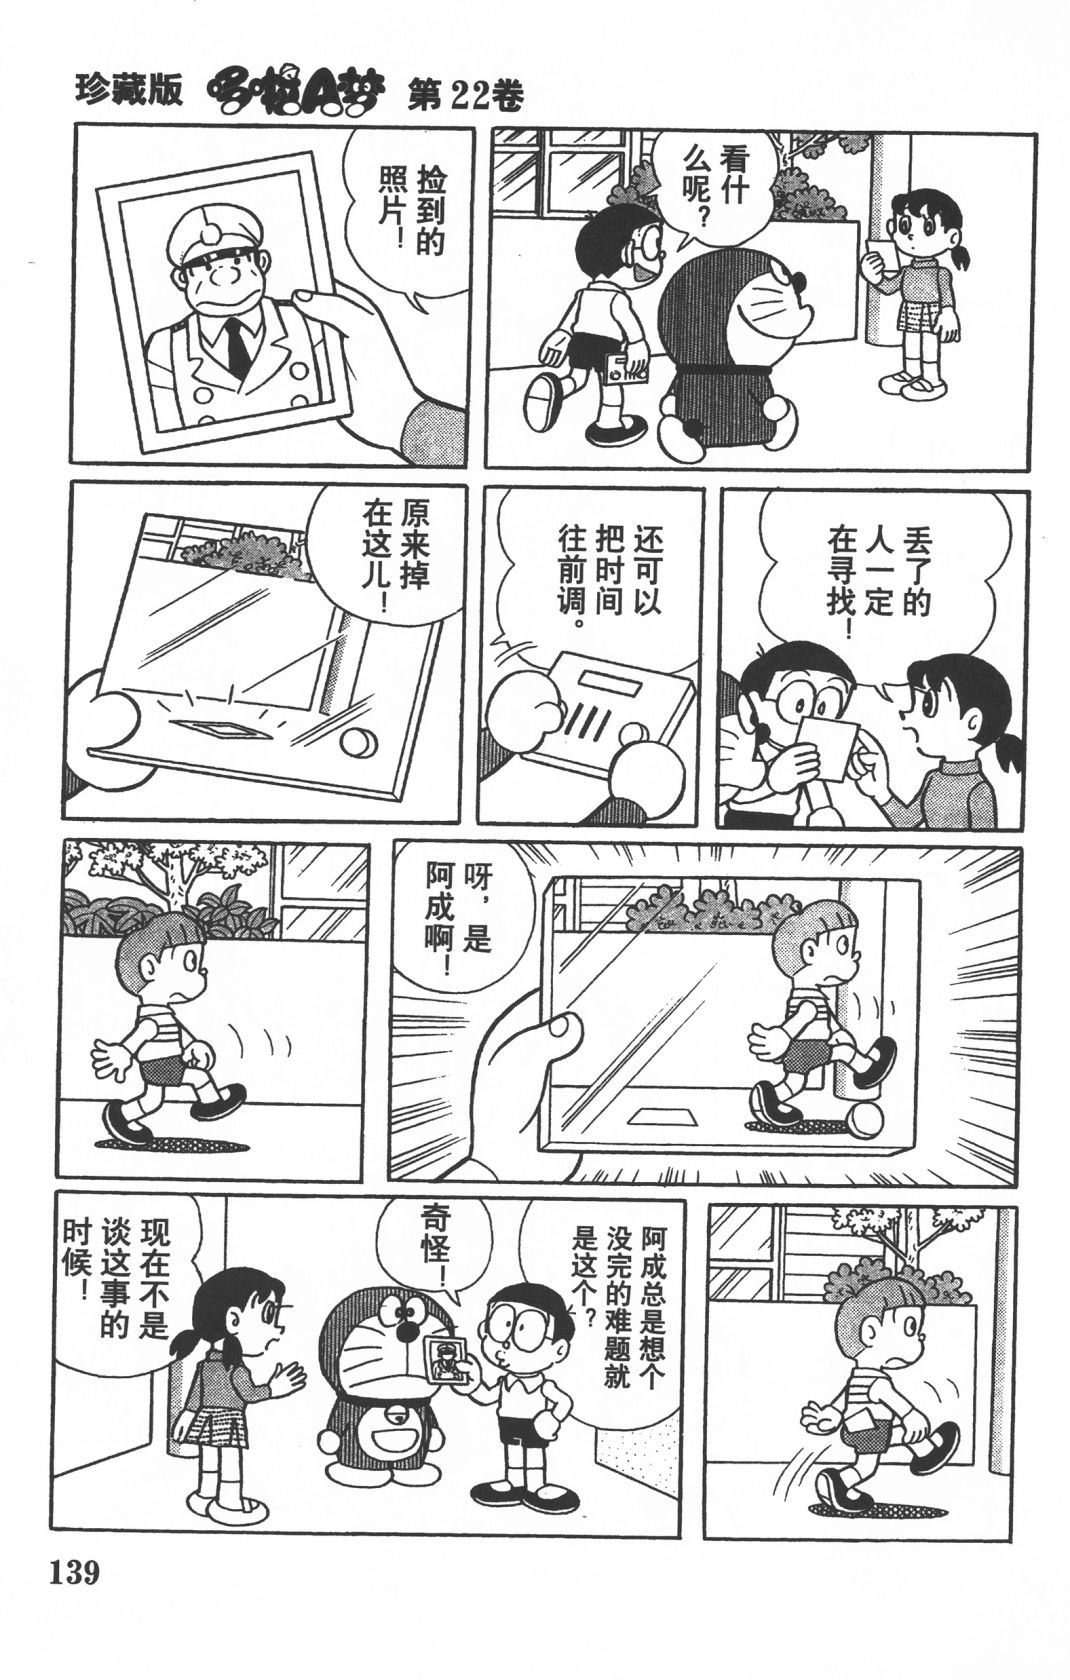 珍藏版 哆啦A梦 第22卷
看什
么呢？
捡到的
照片！
丢了的
人一定
在寻找！
还可以
把时间
往前调。
原来掉
在这儿！
呀，是
阿成啊！
阿成总是想个
没完的难题就
是这个？
奇怪！
现在不是
谈这事的
时候！
139